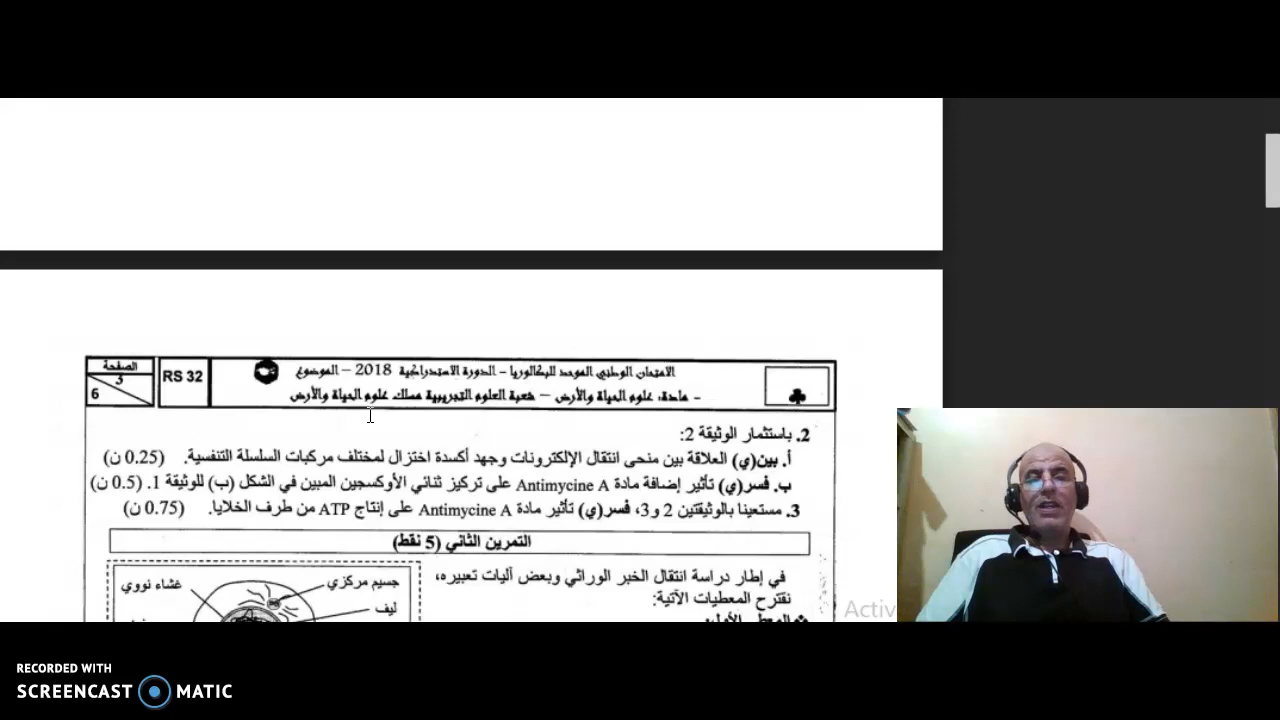 الصفحة
3
6
RS 32
الامتحان الوطني الموحد للبكالوريا – الدورة الاستدراكية 2018 – الموضوع
- مادة: علوم الحياة والأرض – شعبة العلوم التجريبية مسلك علوم الحياة والأرض
2. باستثمار الوثيقة 2:
أ. بين(ي) العلاقة بين منحى انتقال الإلكترونات وجهد أكسدة اختزال لمختلف مركبات السلسلة التنفسية. (0.25 ن)
ب. فسر(ي) تأثير إضافة مادة Antimycine A على تركيز ثنائي الأوكسجين المبين في الشكل (ب) للوثيقة 1. (0.5 ن)
3. مستعينا بالوثيقتين 2 و3، فسر(ي) تأثير مادة Antimycine A على إنتاج ATP من طرف الخلايا. (0.75 ن)
التمرين الثاني (5 نقط)
في إطار دراسة انتقال الخبر الوراثي وبعض آليات تعبيره،
نقترح المعطيات الآتية:
جسيم مركزي
غشاء نووي
ليف
Activ
RECORDED WITH
SCREENCAST MATIC